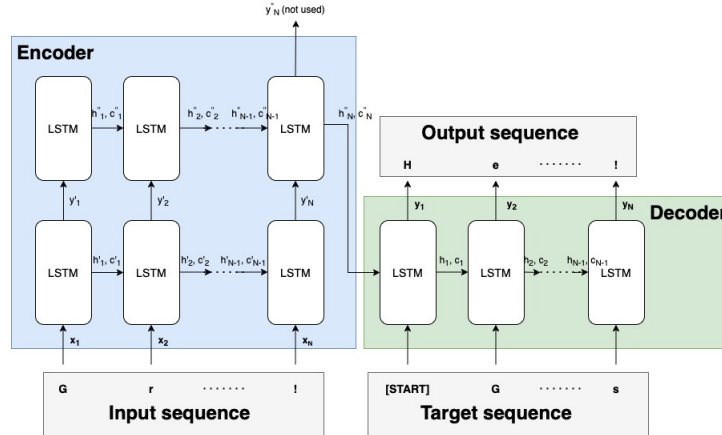 y"N (not used)
Encoder
LSTM
h"1, c"1
LSTM
h"2, c"2
h"N-1, c"N-1
LSTM
h"N, c"N
y'1
y'2
y'N
LSTM
h'1, c'1
LSTM
h'2, c'2
h'N-1, c'N-1
LSTM
x1
x2
xN
G r ······· !
Input sequence
Output sequence
H e ······· !
y1
y2
yN
Decoder
LSTM
h1, c1
LSTM
h2, c2
hN-1, cN-1
LSTM
[START] G ······· s
Target sequence